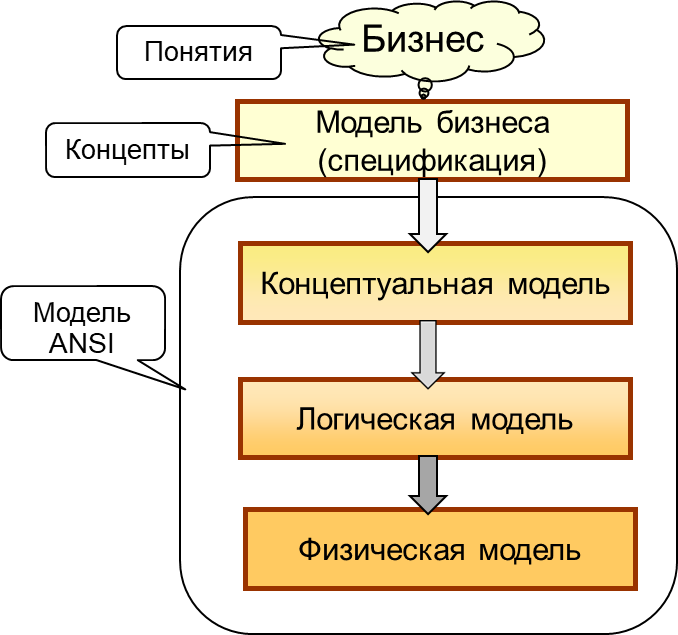 Бизнес
Понятия
Модель бизнеса
(спецификация)
Концепты
Концептуальная модель
Модель
ANSI
Логическая модель
Физическая модель